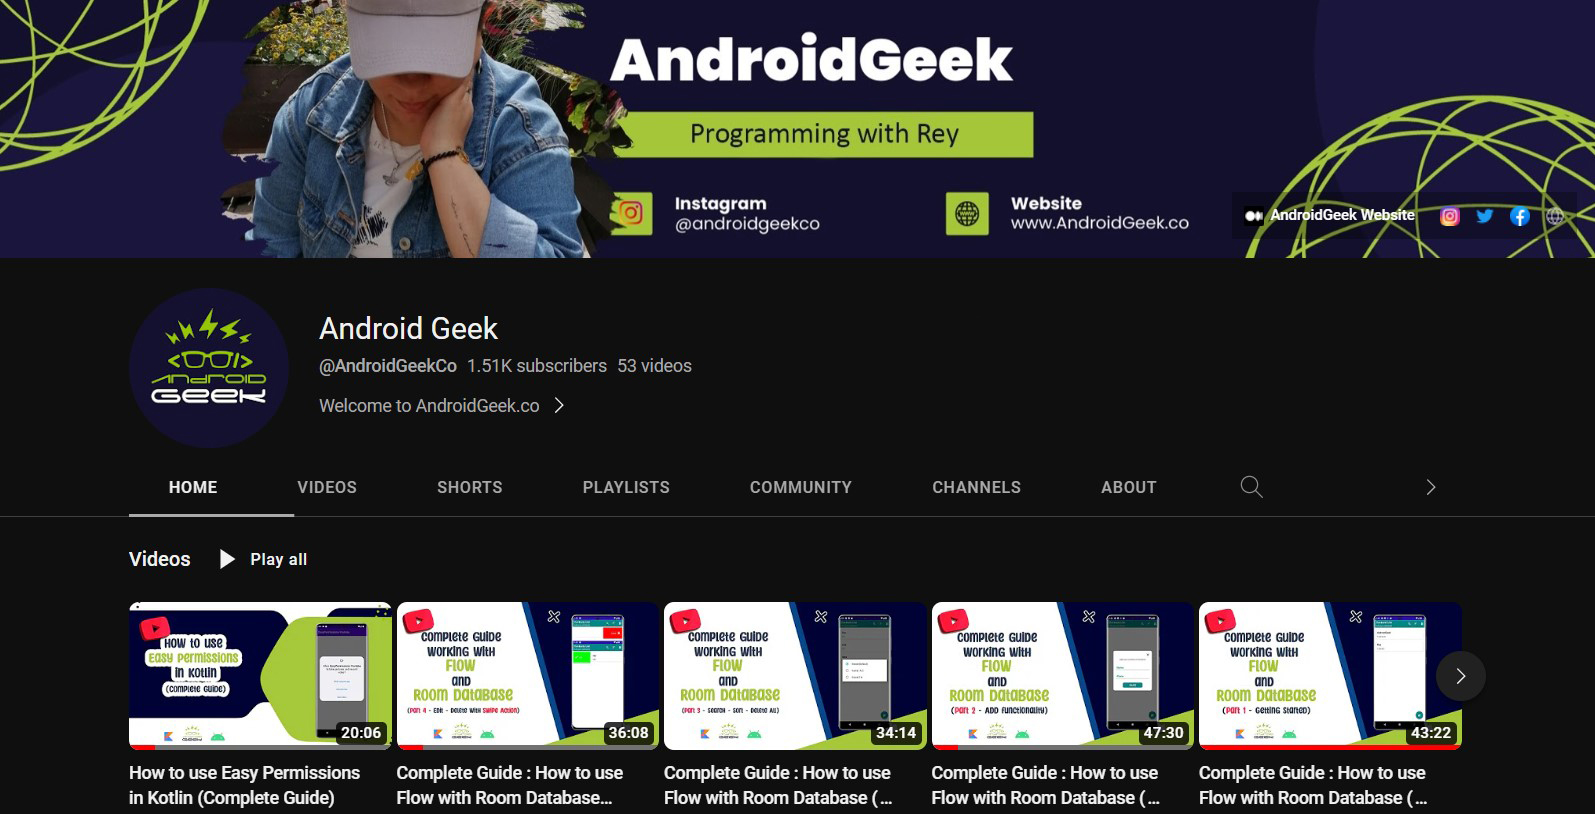 AndroidGeek
Programming with Rey
Instagram
@androidgeekco
Website
www.AndroidGeek.co
AndroidGeek Website
ANDROID
GEEK
Android Geek
@AndroidGeekCo 1.51K subscribers 53 videos
Welcome to AndroidGeek.co
HOME VIDEOS SHORTS PLAYLISTS COMMUNITY CHANNELS ABOUT
Videos Play all
How to use
Easy Permissions
in Kotlin
(Complete Guide)
20:06
Complete Guide
Working with
FLOW
and
Room Database
(Part 4 - Edit - Delete with Swipe Action)
36:08
Complete Guide
Working with
FLOW
and
Room Database
(Part 3 - Search - Sort - Delete All)
34:14
Complete Guide
Working with
FLOW
and
Room Database
(Part 2 - Add Functionality)
47:30
Complete Guide
Working with
FLOW
and
Room Database
(Part 1 - Getting Started)
43:22
How to use Easy Permissions
in Kotlin (Complete Guide)
Complete Guide : How to use
Flow with Room Database...
Complete Guide : How to use
Flow with Room Database ( ...
Complete Guide : How to use
Flow with Room Database ( ...
Complete Guide : How to use
Flow with Room Database ( ...